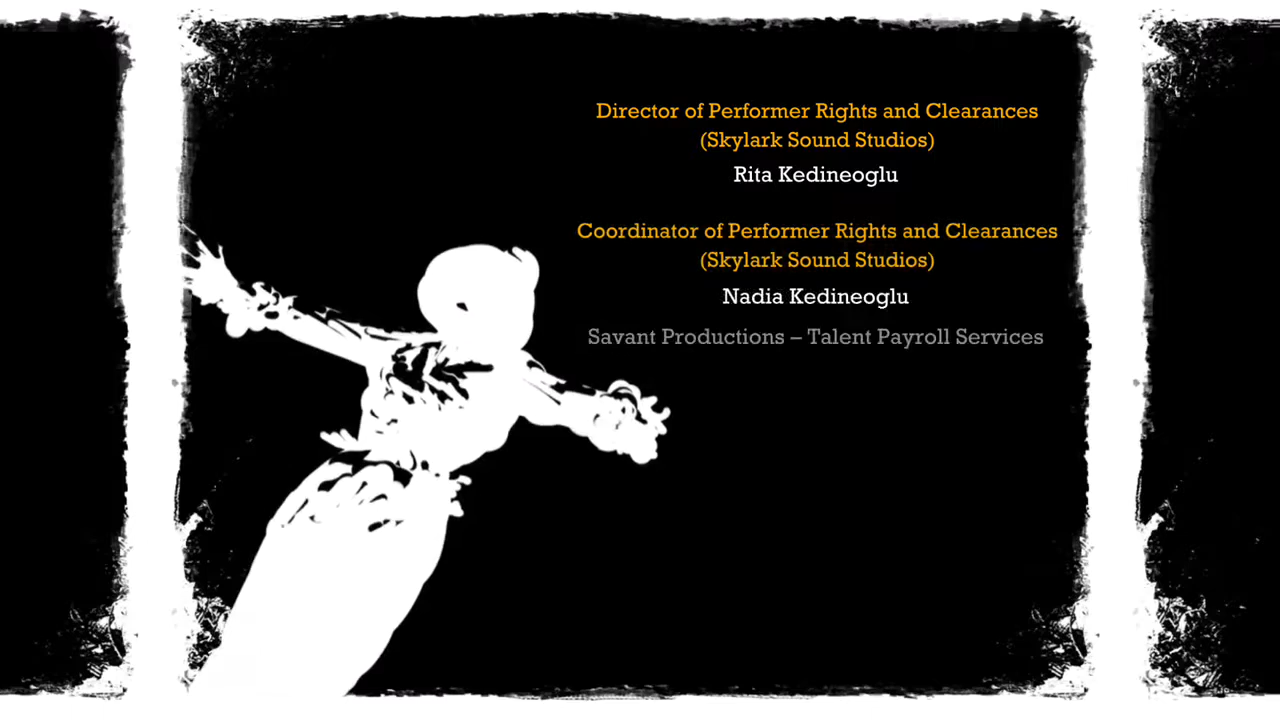 Director of Performer Rights and Clearances
(Skylark Sound Studios)
Rita Kedineoglu
Coordinator of Performer Rights and Clearances
(Skylark Sound Studios)
Nadia Kedineoglu
Savant Productions – Talent Payroll Services